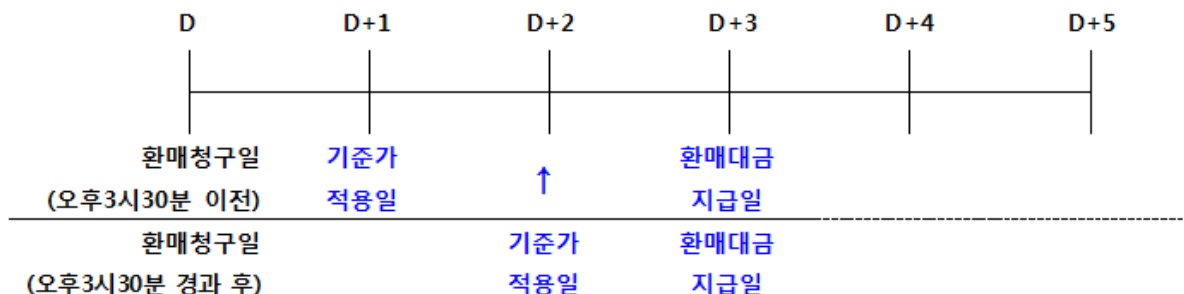 D D+1 D+2 D+3 D+4 D+5
환매청구일 기준가 환매대금
(오후3시30분 이전) 적용일 ↑ 지급일
환매청구일 기준가 환매대금
(오후3시30분 경과 후) 적용일 지급일